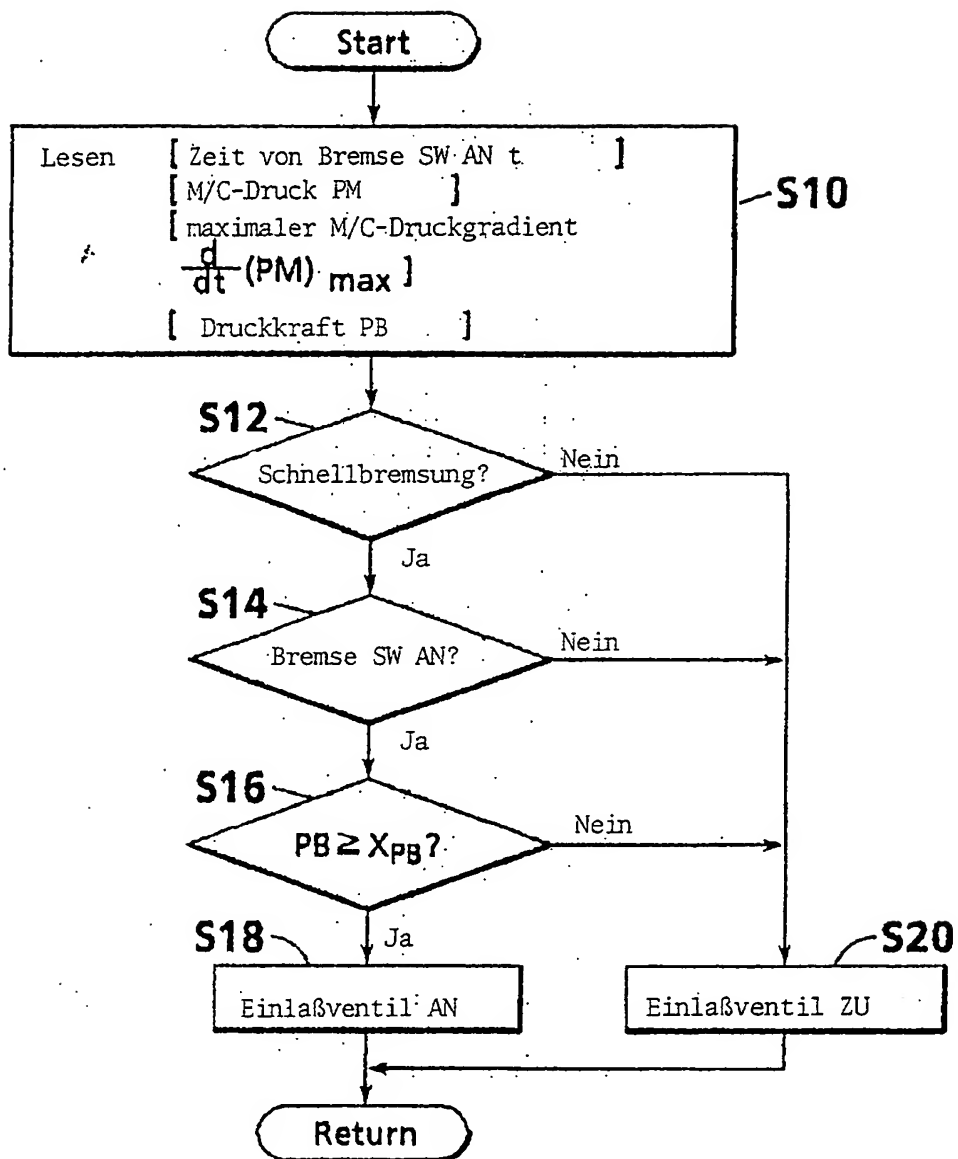 Start
Lesen [ Zeit von Bremse SW AN t ]
[ M/C-Druck PM ]
[ maximaler M/C-Druckgradient
d/dt (PM) max ]
[ Druckkraft PB ]
S10
S12
Schnellbremsung?
Nein
Ja
S14
Bremse SW AN?
Nein
Ja
S16
PB ≥ XPB?
Nein
Ja
S18
Einlaßventil AN
S20
Einlaßventil ZU
Return